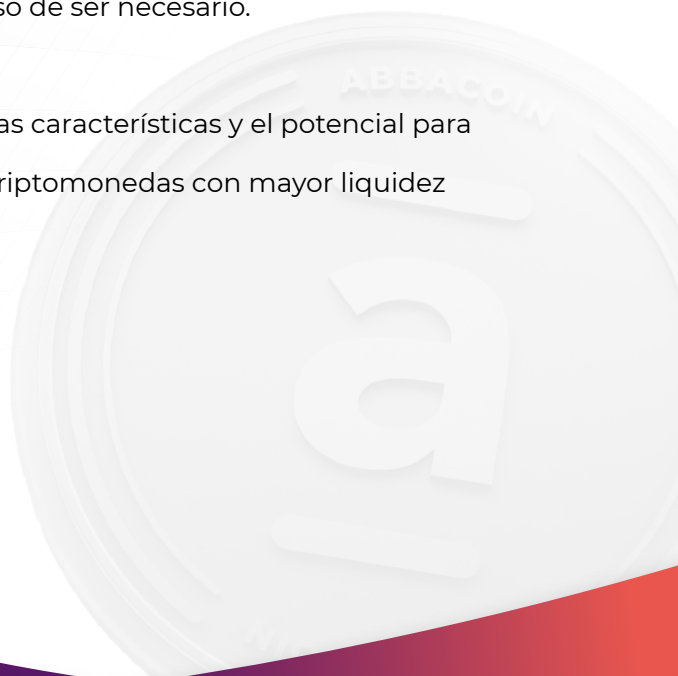 so de ser necesario.
ABBACOIN
as características y el potencial para
riptomonedas con mayor liquidez
a